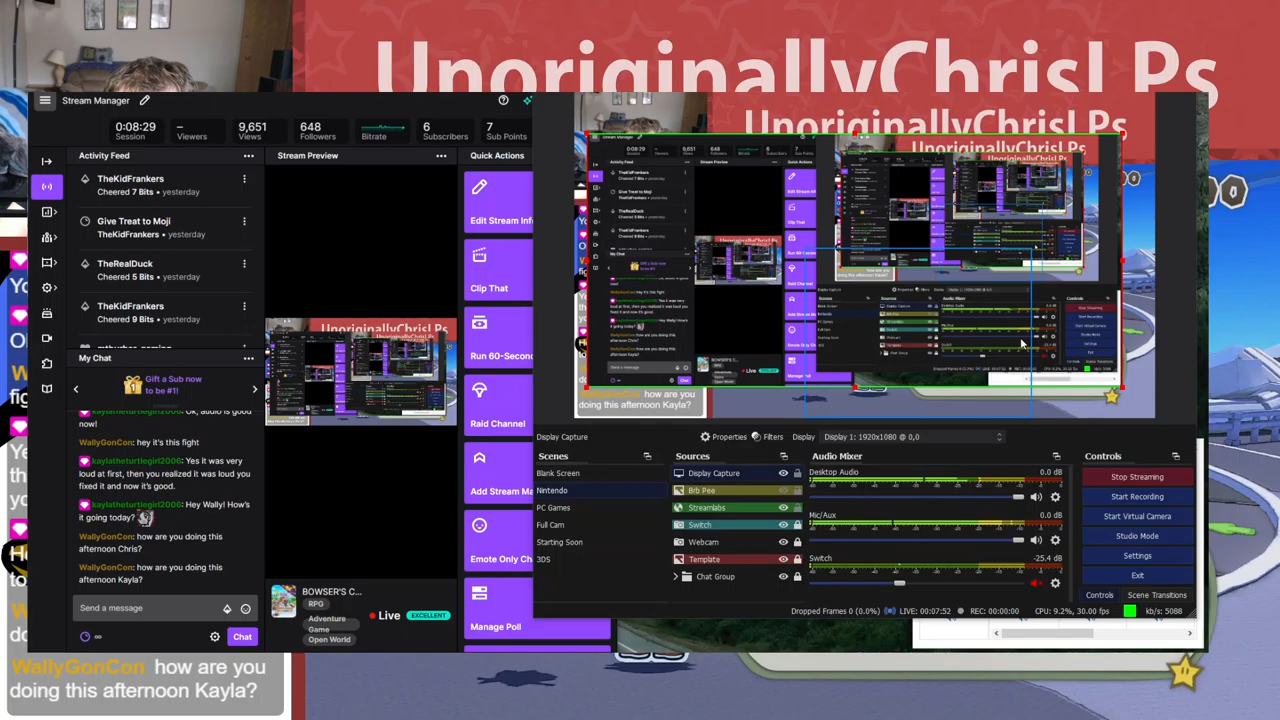 UnoriginallyChrisLPs
Stream Manager
0:08:29
Session
–
Viewers
9,651
Views
648
Followers
Bitrate
6
Subscribers
7
Sub Points
Activity Feed
TheKidFrankers
Cheered 7 Bits • yesterday
Give Treat to Moji
TheKidFrankers • yesterday
TheRealDuck
Cheered 5 Bits • yesterday
TheKidFrankers
Cheered 9 Bits • yesterday
My Chat
Gift a Sub now
to be #1!
kaylatheturtlegirl2006: Ok, audio is good
now!
WallyGonCon: hey it's this fight
kaylatheturtlegirl2006: Yes it was very
loud at first, then you realized it was loud you
fixed it and now it's good.
kaylatheturtlegirl2006: Hey Wally! How's
it going today?
WallyGonCon: how are you doing this
afternoon Chris?
WallyGonCon: how are you doing this
afternoon Kayla?
Send a message
Chat
Stream Preview
BOWSER'S C...
RPG
Adventure
Game
Open World
Live
EXCELLENT
Quick Actions
Edit Stream Inf
Clip That
Run 60-Secon
Raid Channel
Add Stream Ma
Emote Only Ch
Manage Poll
UnoriginallyChrisLPs
WallyGonCon how are you
doing this afternoon Kayla?
Display Capture
Properties
Filters
Display
Display 1: 1920x1080 @ 0,0
Scenes
Blank Screen
Nintendo
PC Games
Full Cam
Starting Soon
3DS
Sources
Display Capture
Brb Pee
Streamlabs
Switch
Webcam
Template
Chat Group
Audio Mixer
Desktop Audio
0.0 dB
Mic/Aux
0.0 dB
Switch
-25.4 dB
Controls
Stop Streaming
Start Recording
Start Virtual Camera
Studio Mode
Settings
Exit
Controls
Scene Transitions
Dropped Frames 0 (0.0%)
LIVE: 00:07:52
REC: 00:00:00
CPU: 9.2%, 30.00 fps
kb/s: 5088
WallyGonCon how are you
doing this afternoon Kayla?